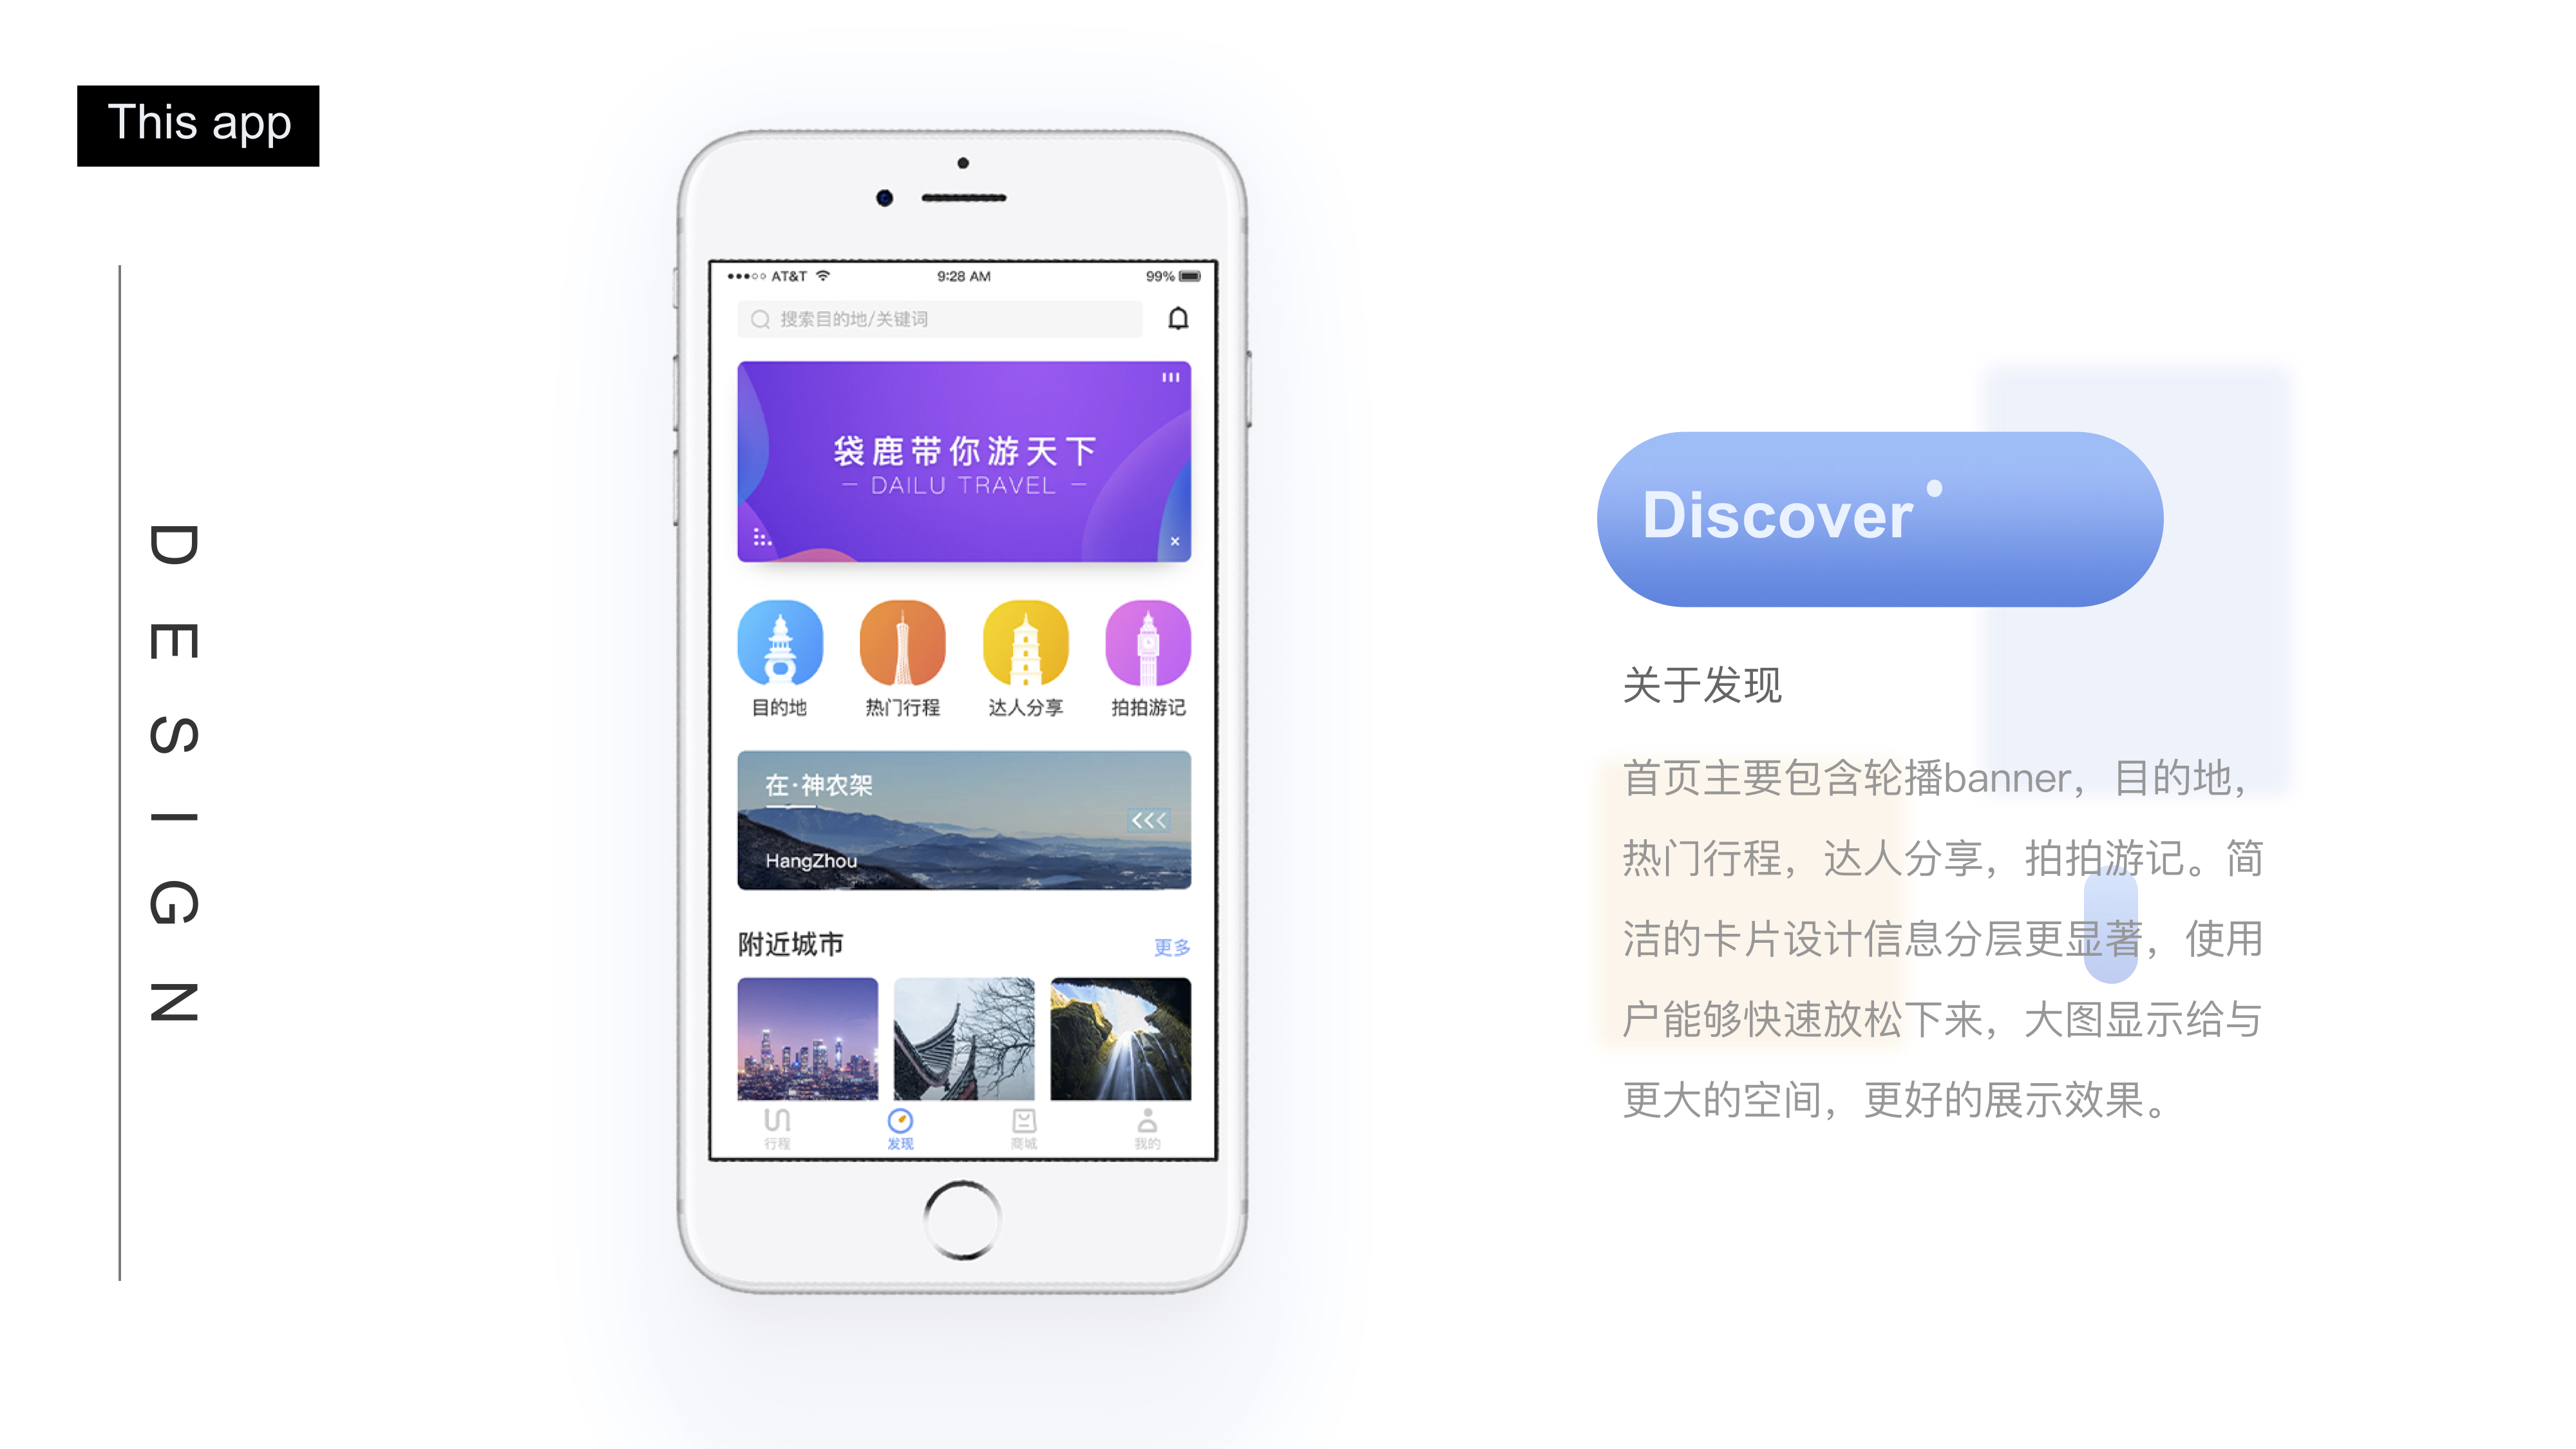 This app
DESIGN
AT&T
9:28 AM
99%
搜索目的地/关键词
袋鹿带你游天下
— DAILU TRAVEL —
目的地
热门行程
达人分享
拍拍游记
在·神农架
HangZhou
附近城市
更多
行程
发现
商城
我的
Discover
关于发现
首页主要包含轮播banner，目的地，
热门行程，达人分享，拍拍游记。简
洁的卡片设计信息分层更显著，使用
户能够快速放松下来，大图显示给与
更大的空间，更好的展示效果。